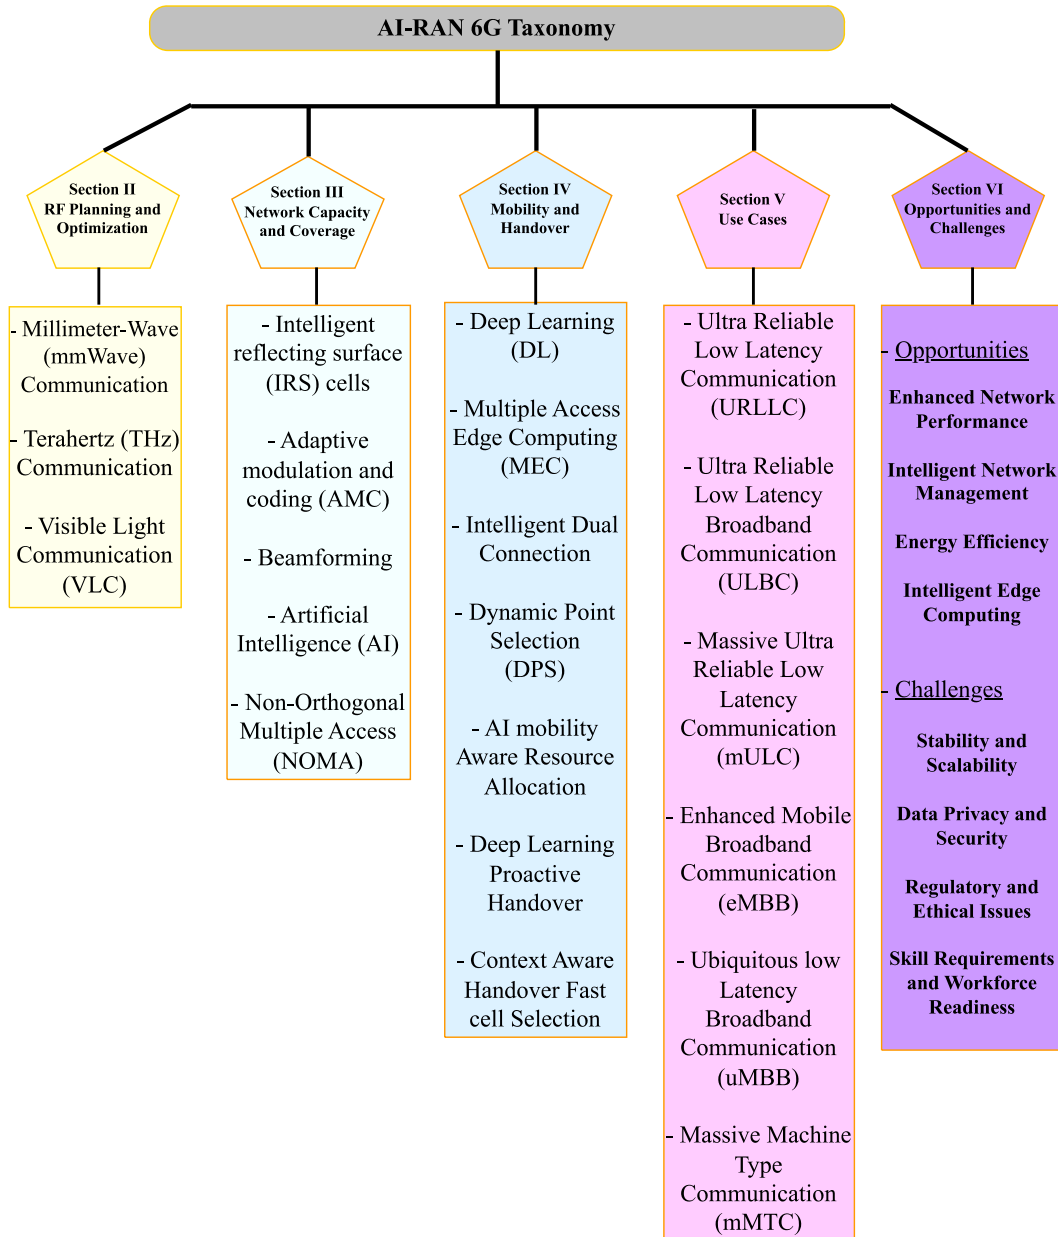 AI-RAN 6G Taxonomy
Section II
RF Planning and
Optimization
- Millimeter-Wave
(mmWave)
Communication
- Terahertz (THz)
Communication
- Visible Light
Communication
(VLC)
Section III
Network Capacity
and Coverage
- Intelligent
reflecting surface
(IRS) cells
- Adaptive
modulation and
coding (AMC)
- Beamforming
- Artificial
Intelligence (AI)
- Non-Orthogonal
Multiple Access
(NOMA)
Section IV
Mobility and
Handover
- Deep Learning
(DL)
- Multiple Access
Edge Computing
(MEC)
- Intelligent Dual
Connection
- Dynamic Point
Selection
(DPS)
- AI mobility
Aware Resource
Allocation
- Deep Learning
Proactive
Handover
- Context Aware
Handover Fast
cell Selection
Section V
Use Cases
- Ultra Reliable
Low Latency
Communication
(URLLC)
- Ultra Reliable
Low Latency
Broadband
Communication
(ULBC)
- Massive Ultra
Reliable Low
Latency
Communication
(mULC)
- Enhanced Mobile
Broadband
Communication
(eMBB)
- Ubiquitous low
Latency
Broadband
Communication
(uMBB)
- Massive Machine
Type
Communication
(mMTC)
Section VI
Opportunities and
Challenges
- Opportunities
Enhanced Network
Performance
Intelligent Network
Management
Energy Efficiency
Intelligent Edge
Computing
- Challenges
Stability and
Scalability
Data Privacy and
Security
Regulatory and
Ethical Issues
Skill Requirements
and Workforce
Readiness